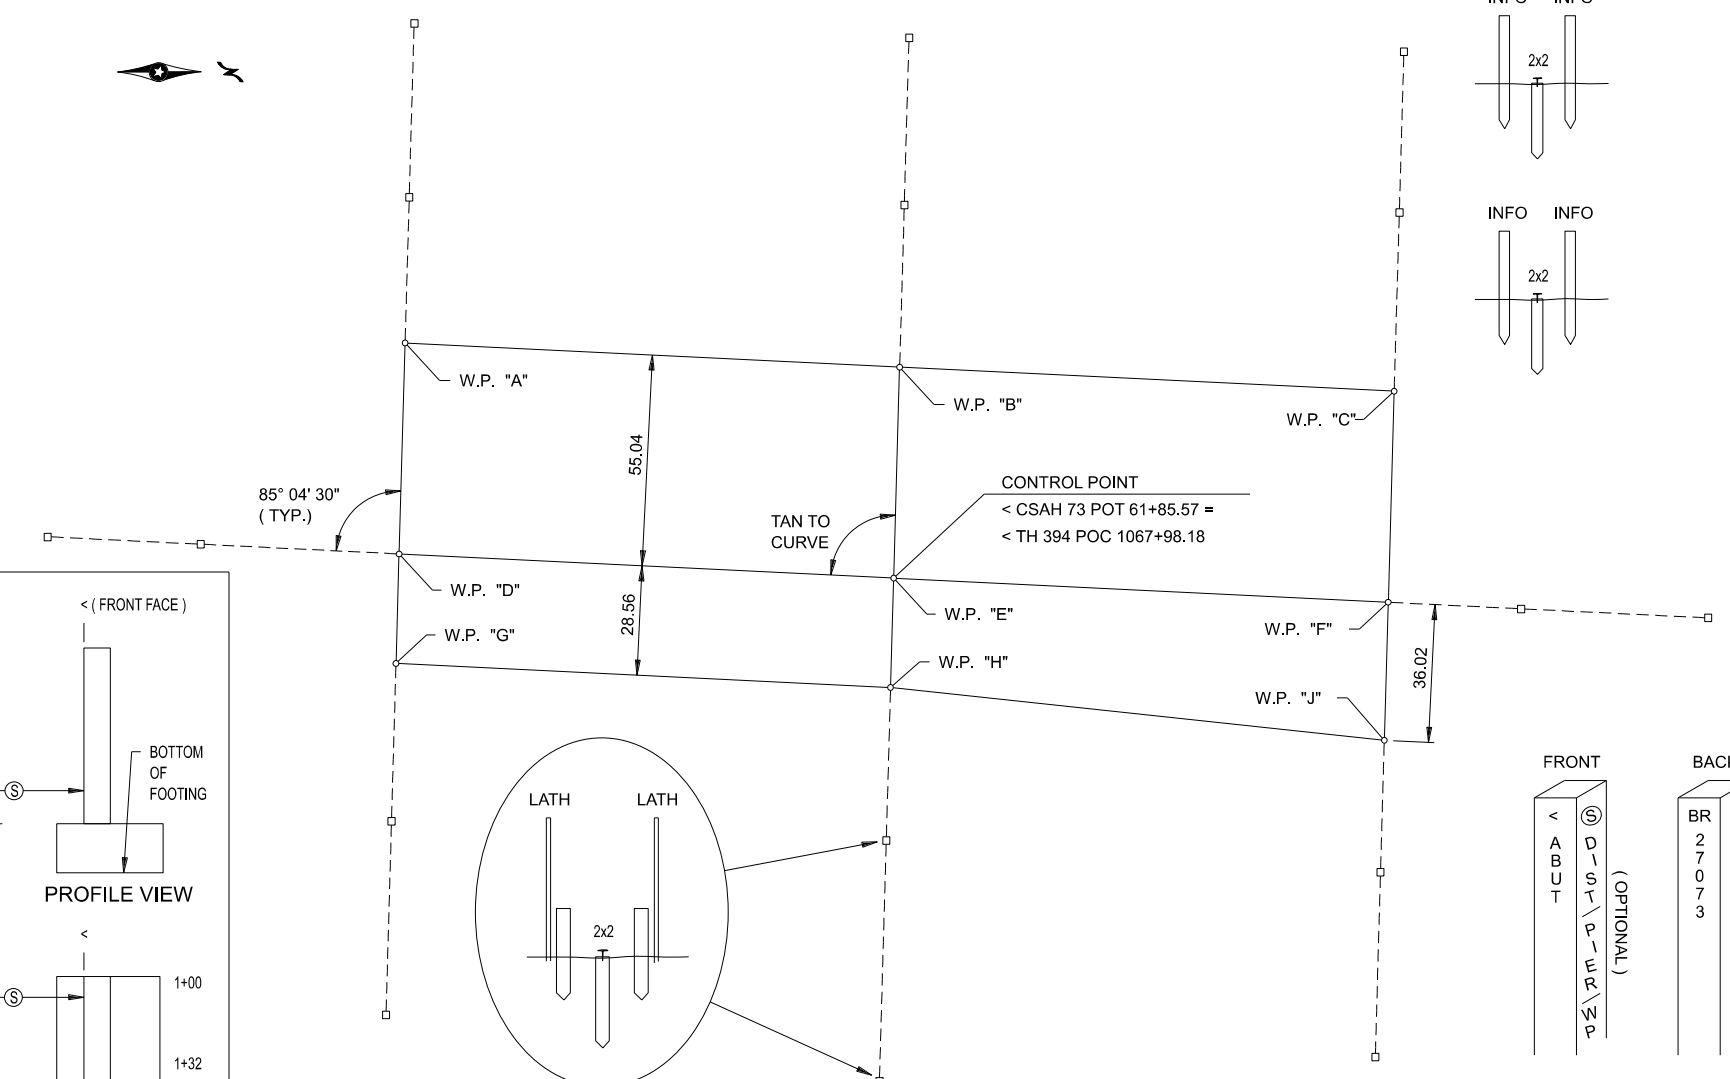 INFO INFO
2x2
INFO INFO
2x2
W.P. "A"
W.P. "B"
W.P. "C"
55.04
85° 04' 30"
( TYP.)
TAN TO
CURVE
CONTROL POINT
< CSAH 73 POT 61+85.57 =
< TH 394 POC 1067+98.18
W.P. "D"
W.P. "E"
W.P. "F"
28.56
W.P. "G"
W.P. "H"
W.P. "J"
36.02
< ( FRONT FACE )
S
BOTTOM
OF
FOOTING
PROFILE VIEW
<
S
1+00
1+32
LATH LATH
2x2
FRONT
< ABUT
S DIST/PIER/WP
( OPTIONAL )
BACK
BR
27073